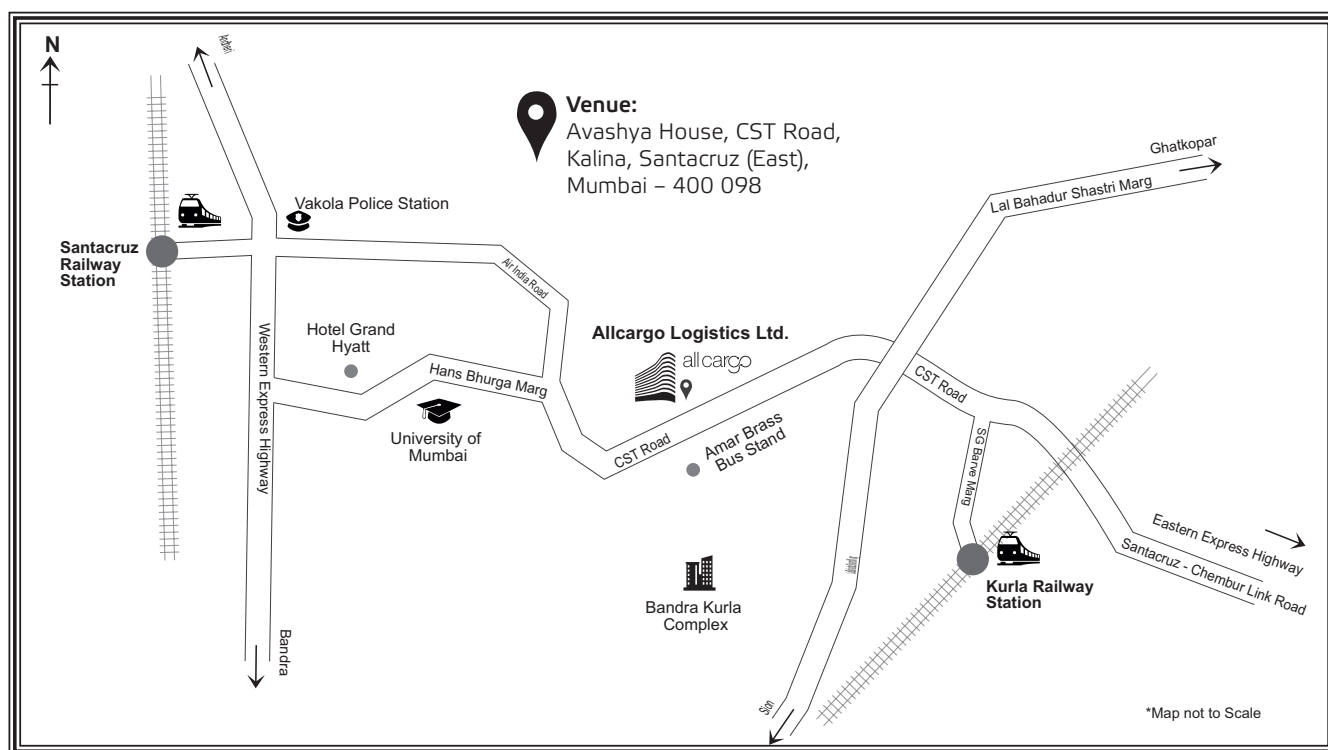 N
Andheri
Venue:
Avashya House, CST Road,
Kalina, Santacruz (East),
Mumbai – 400 098
Ghatkopar
Lal Bahadur Shastri Marg
Vakola Police Station
Santacruz
Railway
Station
Air India Road
Hotel Grand
Hyatt
Western Express Highway
Hans Bhurga Marg
University of
Mumbai
Allcargo Logistics Ltd.
allcargo
CST Road
Amar Brass
Bus Stand
CST Road
SG Barve Marg
Eastern Express Highway
Santacruz - Chembur Link Road
Kurla Railway
Station
Bandra Kurla
Complex
Bandra
Sion
*Map not to Scale